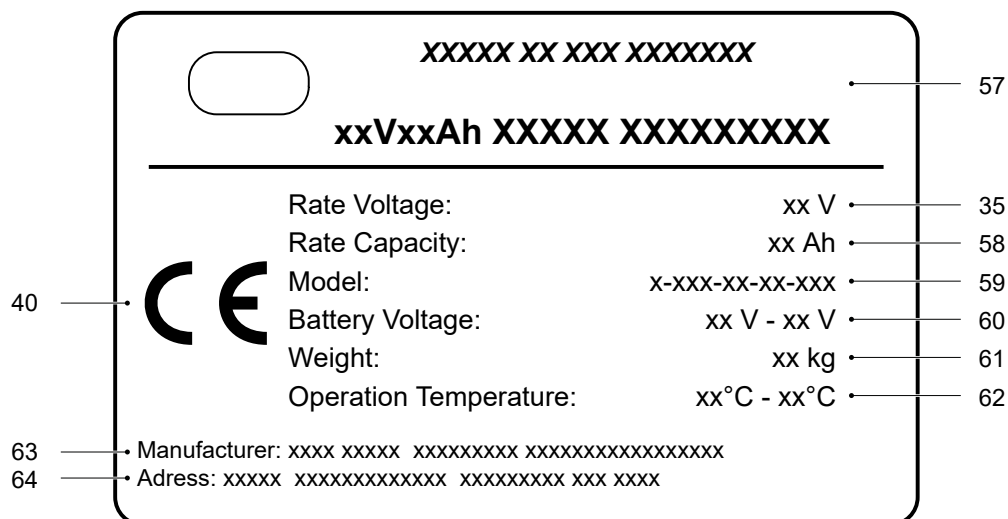 XXXXX XX XXX XXXXXXX
57
xxVxxAh XXXXX XXXXXXXXX
Rate Voltage: xx V 35
Rate Capacity: xx Ah 58
Model: x-xxx-xx-xx-xxx 59
40 CE
Battery Voltage: xx V - xx V 60
Weight: xx kg 61
Operation Temperature: xx°C - xx°C 62
63 Manufacturer: xxxx xxxxx xxxxxxxxx xxxxxxxxxxxxxxxxx
64 Adress: xxxxx xxxxxxxxxxxxx xxxxxxxxx xxx xxxx